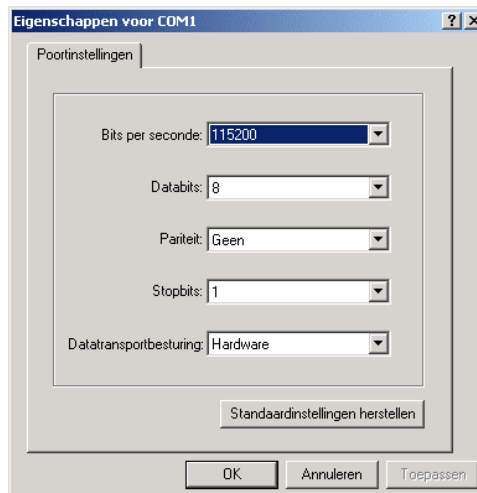 Eigenschappen voor COM1
Poortinstellingen
Bits per seconde: 115200
Databits: 8
Pariteit: Geen
Stopbits: 1
Datatransportbesturing: Hardware
Standaardinstellingen herstellen
OK Annuleren Toepassen